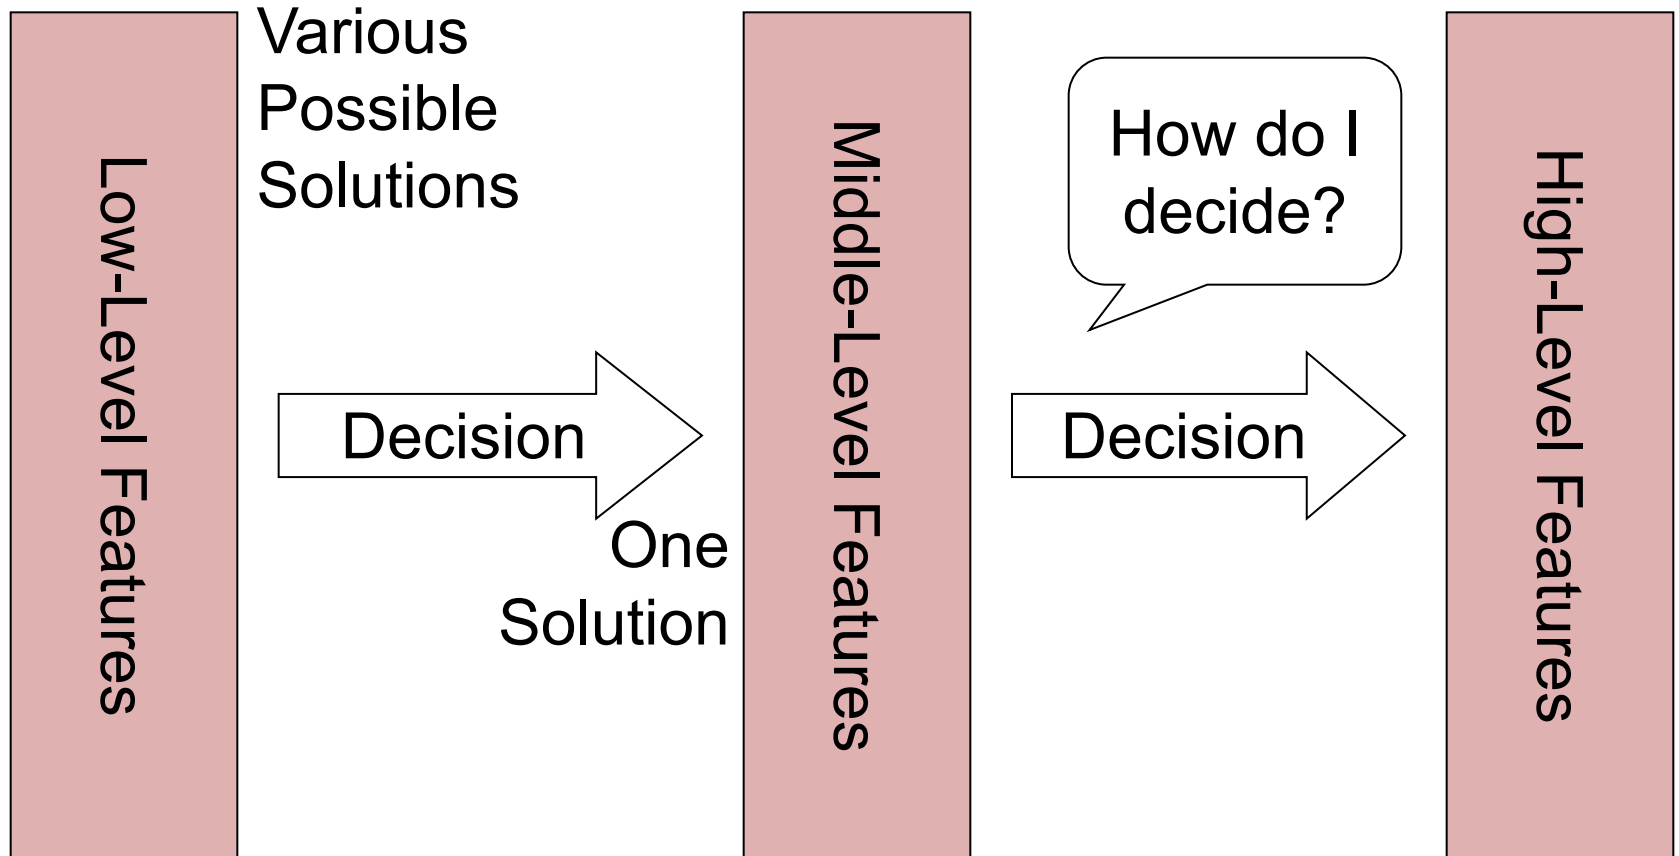 Low-Level Features
Various
Possible
Solutions
Decision
One
Solution
Middle-Level Features
How do I
decide?
Decision
High-Level Features